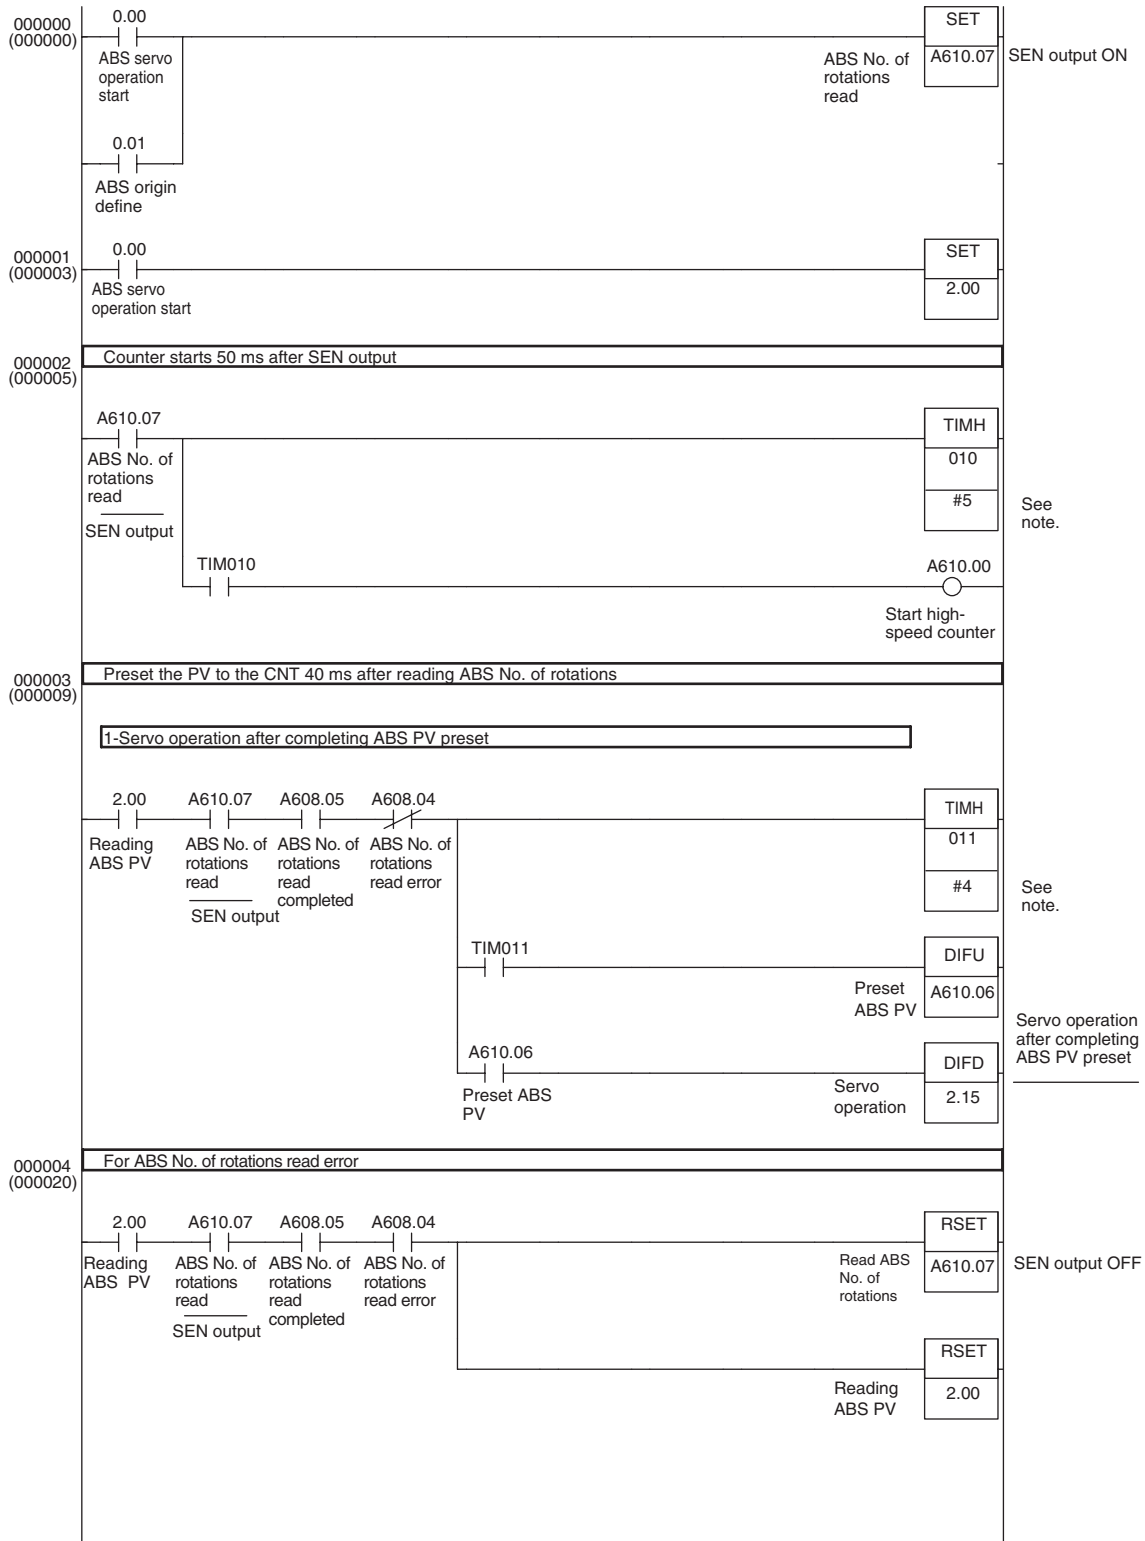 000000
(000000)
0.00
ABS servo
operation
start
ABS No. of
rotations
read
SET
A610.07
SEN output ON
0.01
ABS origin
define
000001
(000003)
0.00
ABS servo
operation start
SET
2.00
000002
(000005)
Counter starts 50 ms after SEN output
A610.07
ABS No. of
rotations
read
SEN output
TIMH
010
#5
See
note.
TIM010
A610.00
Start high-
speed counter
000003
(000009)
Preset the PV to the CNT 40 ms after reading ABS No. of rotations
1-Servo operation after completing ABS PV preset
2.00
Reading
ABS PV
A610.07
ABS No. of
rotations
read
SEN output
A608.05
ABS No. of
rotations
read
completed
A608.04
ABS No. of
rotations
read error
TIMH
011
#4
See
note.
TIM011
Preset
ABS PV
DIFU
A610.06
A610.06
Preset ABS
PV
Servo
operation
DIFD
2.15
Servo operation
after completing
ABS PV preset
000004
(000020)
For ABS No. of rotations read error
2.00
Reading
ABS PV
A610.07
ABS No. of
rotations
read
SEN output
A608.05
ABS No. of
rotations
read
completed
A608.04
ABS No. of
rotations
read error
Read ABS
No. of
rotations
RSET
A610.07
SEN output OFF
Reading
ABS PV
RSET
2.00